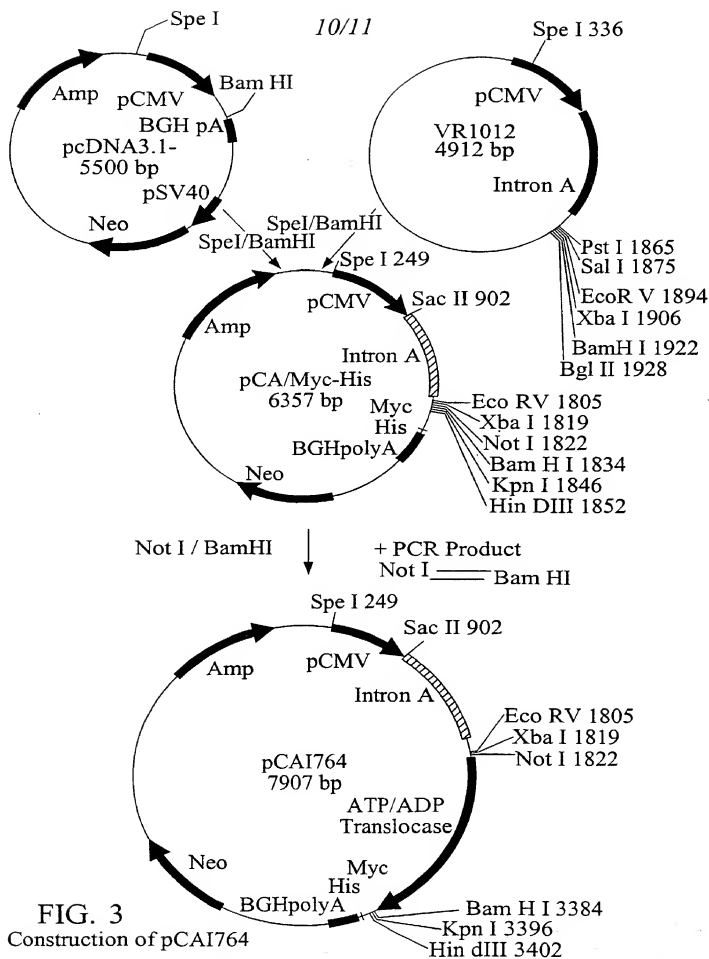 10/11
Spe I
Amp
pCMV
Bam HI
BGH pA
pcDNA3.1-
5500 bp
pSV40
Neo
Spe I 336
pCMV
VR1012
4912 bp
Intron A
Pst I 1865
Sal I 1875
EcoR V 1894
Xba I 1906
BamH I 1922
Bgl II 1928
SpeI/BamHI
SpeI/BamHI
Spe I 249
pCMV
Sac II 902
Amp
Intron A
pCA/Myc-His
6357 bp
Myc
His
BGHpolyA
Neo
Eco RV 1805
Xba I 1819
Not I 1822
Bam H I 1834
Kpn I 1846
Hin DIII 1852
Not I / BamHI
+ PCR Product
Not I
Bam HI
Spe I 249
Sac II 902
pCMV
Amp
Intron A
Eco RV 1805
Xba I 1819
Not I 1822
pCAI764
7907 bp
ATP/ADP
Translocase
Neo
Myc
His
BGHpolyA
Bam H I 3384
Kpn I 3396
Hin dIII 3402
FIG. 3
Construction of pCAI764